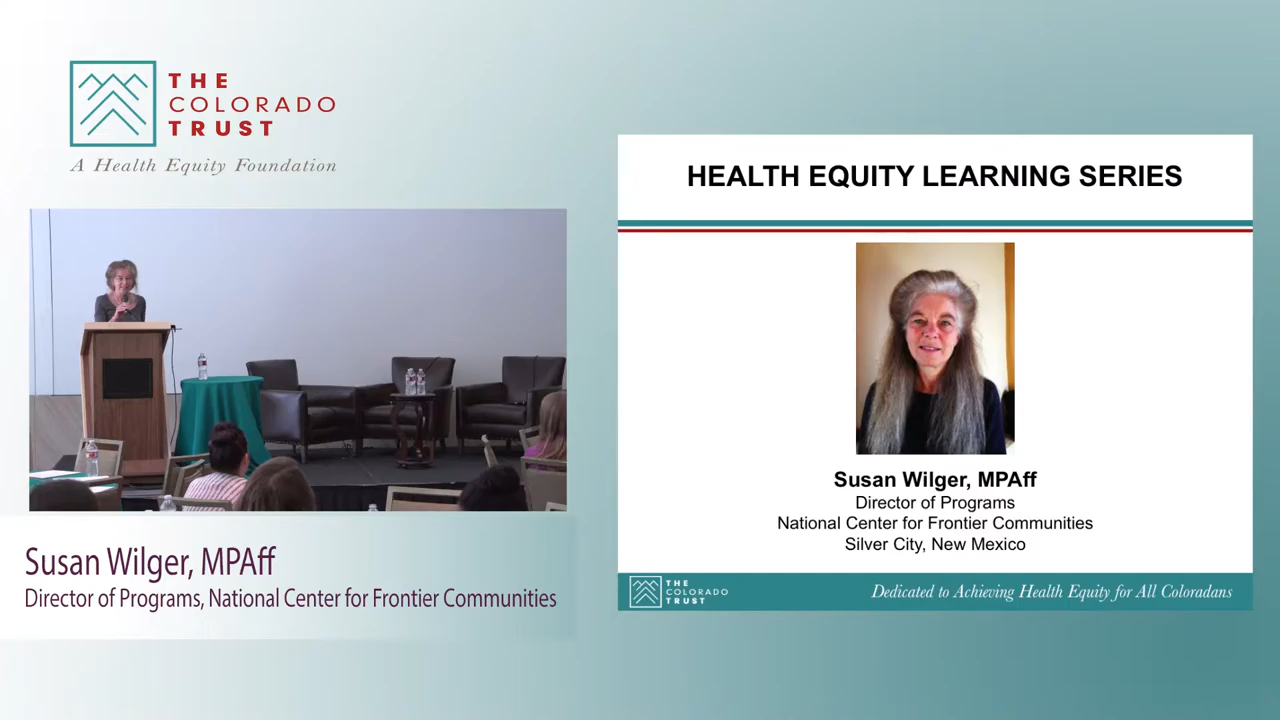 THE
COLORADO
TRUST
A Health Equity Foundation
Susan Wilger, MPAff
Director of Programs, National Center for Frontier Communities
HEALTH EQUITY LEARNING SERIES
Susan Wilger, MPAff
Director of Programs
National Center for Frontier Communities
Silver City, New Mexico
THE
COLORADO
TRUST
Dedicated to Achieving Health Equity for All Coloradans